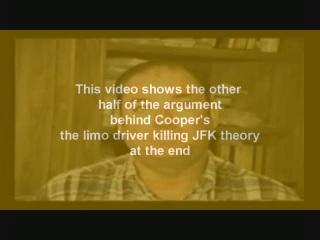 This video shows the other
half of the argument
behind Cooper's
the limo driver killing JFK theory
at the end